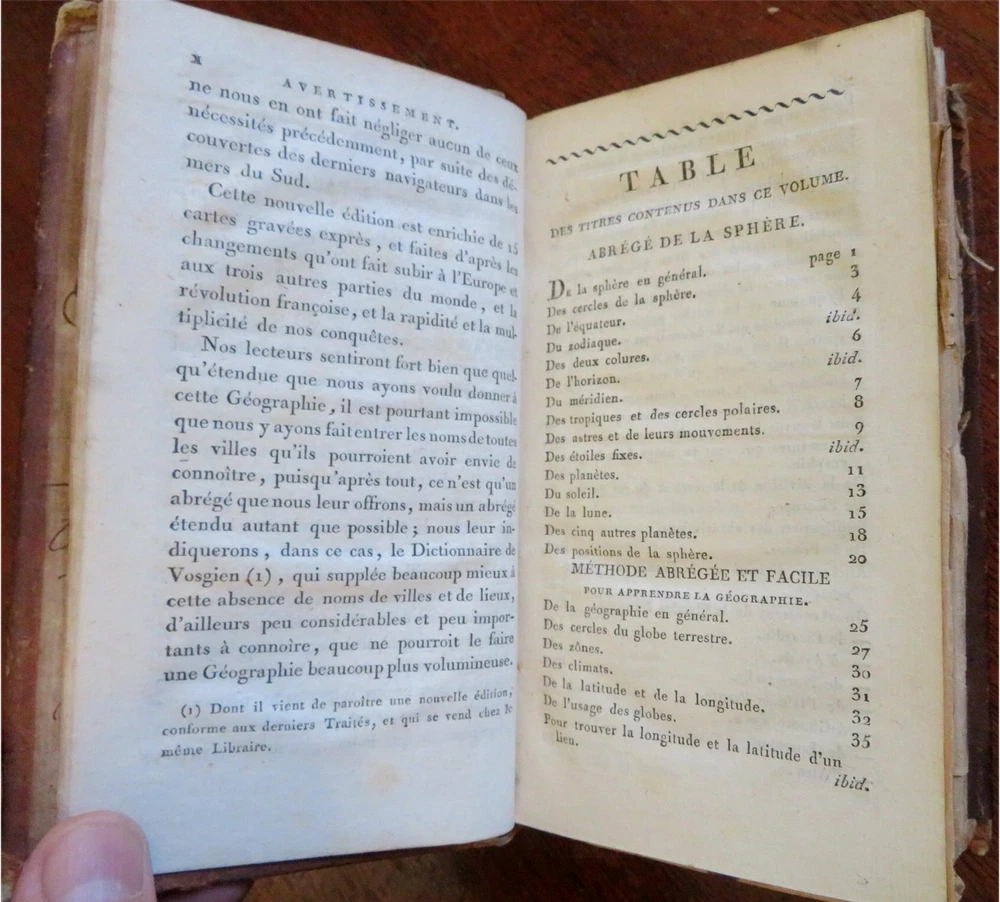 x
AVERTISSEMENT.
ne nous en ont fait négliger aucun de ceux
nécessités précédemment, par suite des dé-
couvertes des derniers navigateurs dans les
mers du Sud.
Cette nouvelle édition est enrichie de 15
cartes gravées exprès, et faites d'après les
changements qu'ont fait subir à l'Europe et
aux trois autres parties du monde, et la
révolution françoise, et la rapidité et la mul-
tiplicité de nos conquêtes.
Nos lecteurs sentiront fort bien que quel-
qu'étendue que nous ayons voulu donner à
cette Géographie, il est pourtant impossible
que nous y ayons fait entrer les noms de toutes
les villes qu'ils pourroient avoir envie de
connoître, puisqu'après tout, ce n'est qu'un
abrégé que nous leur offrons, mais un abrégé
étendu autant que possible; nous leur in-
diquerons, dans ce cas, le Dictionnaire de
Vosgien (1), qui supplée beaucoup mieux à
cette absence de noms de villes et de lieux,
d'ailleurs peu considérables et peu impor-
tants à connoire, que ne pourroit le faire
une Géographie beaucoup plus volumineuse.
(1) Dont il vient de paroître une nouvelle édition,
conforme aux derniers Traités, et qui se vend chez le
même Libraire.
TABLE
DES TITRES CONTENUS DANS CE VOLUME.
ABRÉGÉ DE LA SPHÈRE.
De la sphère en général. page 1
Des cercles de la sphère. 3
De l'équateur. 4
Du zodiaque. ibid.
Des deux colures. 6
De l'horizon. ibid.
Du méridien. 7
Des tropiques et des cercles polaires. 8
Des astres et de leurs mouvements. 9
Des étoiles fixes. ibid.
Des planètes. 11
Du soleil. 13
De la lune. 15
Des cinq autres planètes. 18
Des positions de la sphère. 20
MÉTHODE ABRÉGÉE ET FACILE
POUR APPRENDRE LA GÉOGRAPHIE.
De la géographie en général. 25
Des cercles du globe terrestre. 27
Des zônes. 30
Des climats. 31
De la latitude et de la longitude. 32
De l'usage des globes. 35
Pour trouver la longitude et la latitude d'un
lieu. ibid.